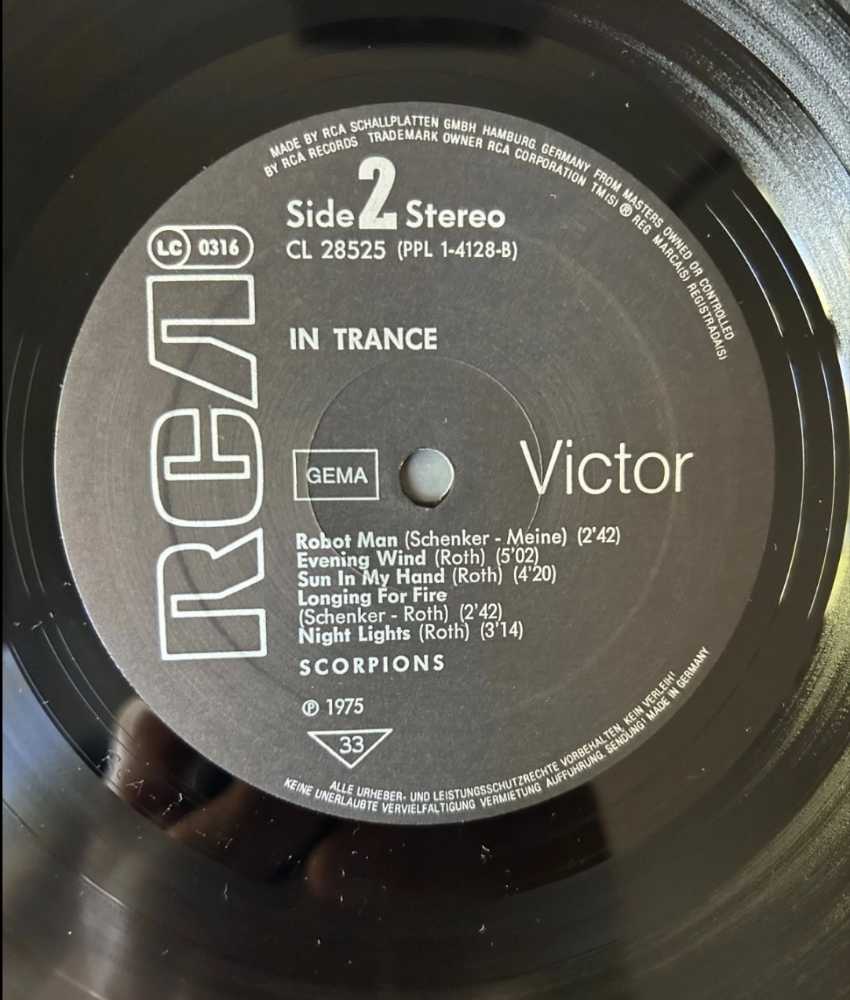 MADE BY RCA SCHALLPLATTEN GMBH HAMBURG. GERMANY FROM MASTERS OWNED OR CONTROLLED
BY RCA RECORDS TRADEMARK OWNER RCA CORPORATION TM(S) ® REG MARCA(S) REGISTRADA(S)
Side 2 Stereo
LC 0316
CL 28525 (PPL 1-4128-B)
RCA
IN TRANCE
GEMA
Victor
Robot Man (Schenker - Meine) (2'42)
Evening Wind (Roth) (5'02)
Sun In My Hand (Roth) (4'20)
Longing For Fire
(Schenker - Roth) (2'42)
Night Lights (Roth) (3'14)
SCORPIONS
℗ 1975
33
ALLE URHEBER- UND LEISTUNGSSCHUTZRECHTE VORBEHALTEN. KEIN VERLEIH!
KEINE UNERLAUBTE VERVIELFALTIGUNG VERMIETUNG AUFFUHRUNG. SENDUNG! MADE IN GERMANY